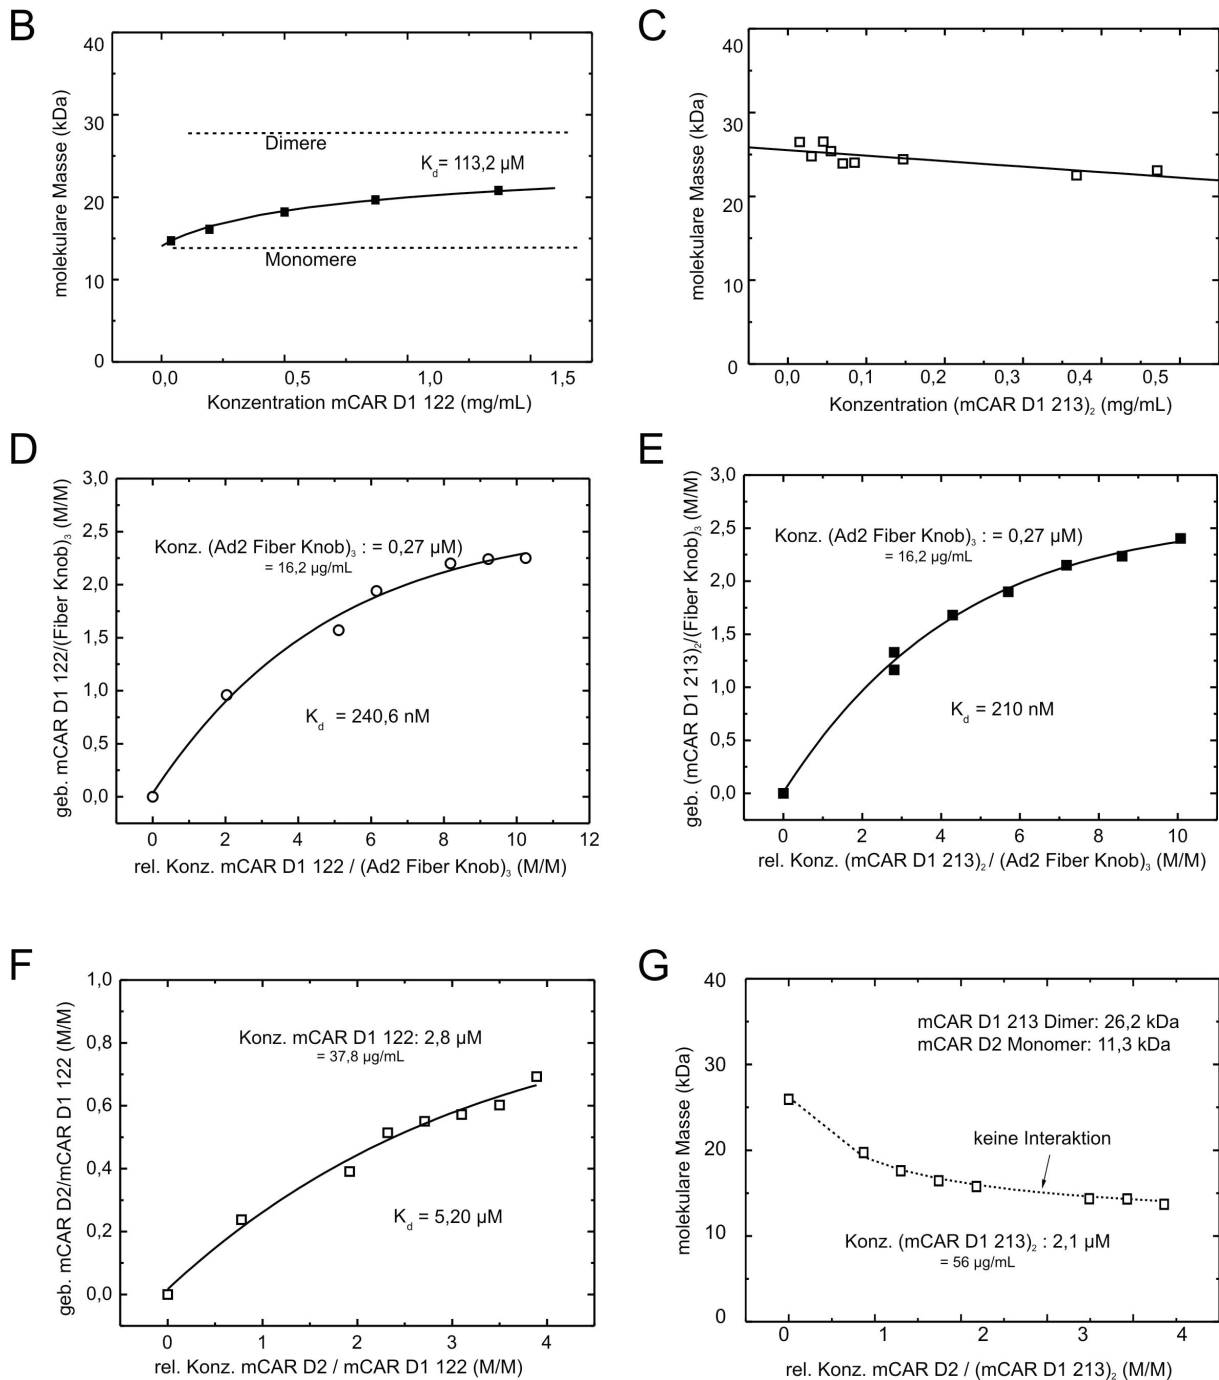 B
40
30
20
10
0
molekulare Masse (kDa)
Dimere
K_d = 113,2 µM
Monomere
0,0 0,5 1,0 1,5
Konzentration mCAR D1 122 (mg/mL)
C
40
30
20
10
0
molekulare Masse (kDa)
0,0 0,1 0,2 0,3 0,4 0,5
Konzentration (mCAR D1 213)₂ (mg/mL)
D
3,0
2,5
2,0
1,5
1,0
0,5
0,0
geb. mCAR D1 122/(Fiber Knob)₃ (M/M)
Konz. (Ad2 Fiber Knob)₃ : = 0,27 µM)
= 16,2 µg/mL
K_d = 240,6 nM
0 2 4 6 8 10 12
rel. Konz. mCAR D1 122 / (Ad2 Fiber Knob)₃ (M/M)
E
3,0
2,5
2,0
1,5
1,0
0,5
0,0
geb. (mCAR D1 213)₂/(Fiber Knob)₃ (M/M)
Konz. (Ad2 Fiber Knob)₃ : = 0,27 µM)
= 16,2 µg/mL
K_d = 210 nM
0 2 4 6 8 10
rel. Konz. (mCAR D1 213)₂ / (Ad2 Fiber Knob)₃ (M/M)
F
1,0
0,8
0,6
0,4
0,2
0,0
geb. mCAR D2/mCAR D1 122 (M/M)
Konz. mCAR D1 122: 2,8 µM
= 37,8 µg/mL
K_d = 5,20 µM
0 1 2 3 4
rel. Konz. mCAR D2 / mCAR D1 122 (M/M)
G
40
30
20
10
0
molekulare Masse (kDa)
mCAR D1 213 Dimer: 26,2 kDa
mCAR D2 Monomer: 11,3 kDa
keine Interaktion
Konz. (mCAR D1 213)₂ : 2,1 µM
= 56 µg/mL
0 1 2 3 4
rel. Konz. mCAR D2 / (mCAR D1 213)₂ (M/M)